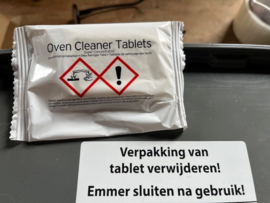 Oven Cleaner Tablets
Verpakking van
tablet verwijderen!
Emmer sluiten na gebruik!